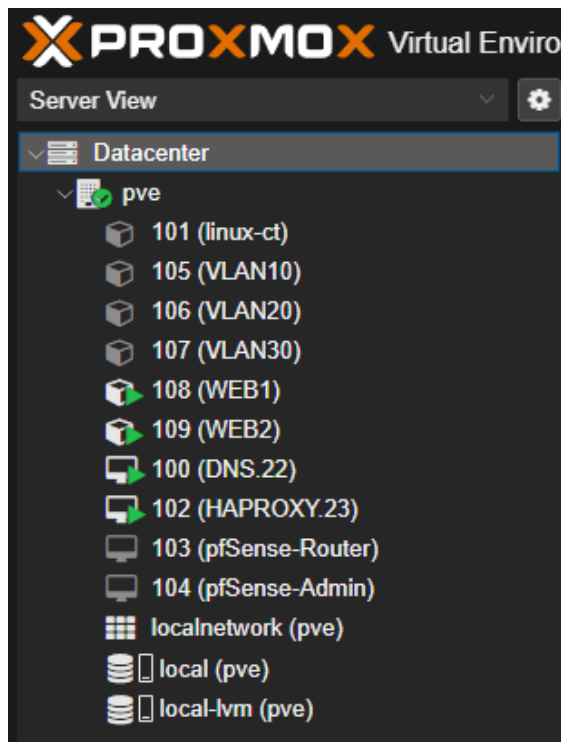 PROXMOX Virtual Enviro
Server View
Datacenter
pve
101 (linux-ct)
105 (VLAN10)
106 (VLAN20)
107 (VLAN30)
108 (WEB1)
109 (WEB2)
100 (DNS.22)
102 (HAPROXY.23)
103 (pfSense-Router)
104 (pfSense-Admin)
localnetwork (pve)
local (pve)
local-lvm (pve)